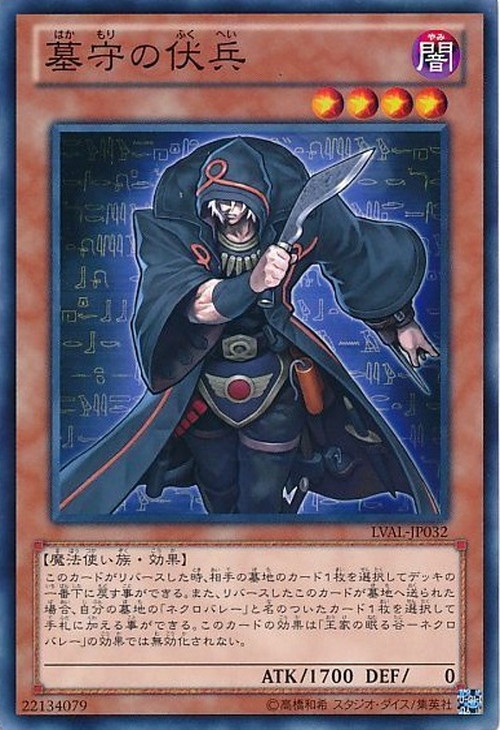 墓守の伏兵
闇
LVAL-JP032
【魔法使い族・効果】
このカードがリバースした時、相手の墓地のカード1枚を選択してデッキの
一番下に戻す事ができる。また、リバースしたこのカードが墓地へ送られた
場合、自分の墓地の「ネクロバレー」と名のついたカード1枚を選択して
手札に加える事ができる。このカードの効果は「王家の眠る谷-ネクロ
バレー」の効果では無効化されない。
ATK/1700 DEF/ 0
22134079 ©高橋和希 スタジオ・ダイス/集英社